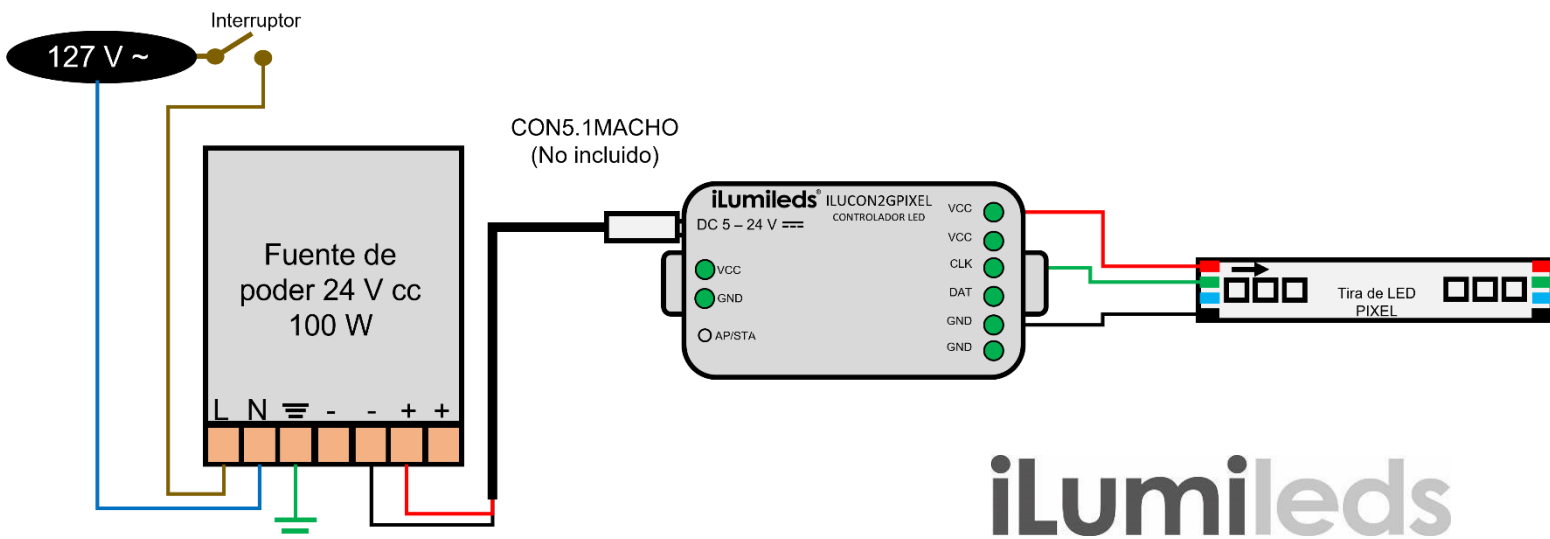 Interruptor
127 V ~
CON5.1MACHO
(No incluido)
Fuente de
poder 24 V cc
100 W
L N - - + +
iLumileds® ILUCON2GPIXEL
CONTROLADOR LED
DC 5 – 24 V
VCC
GND
AP/STA
VCC
VCC
CLK
DAT
GND
GND
Tira de LED
PIXEL
iLumileds